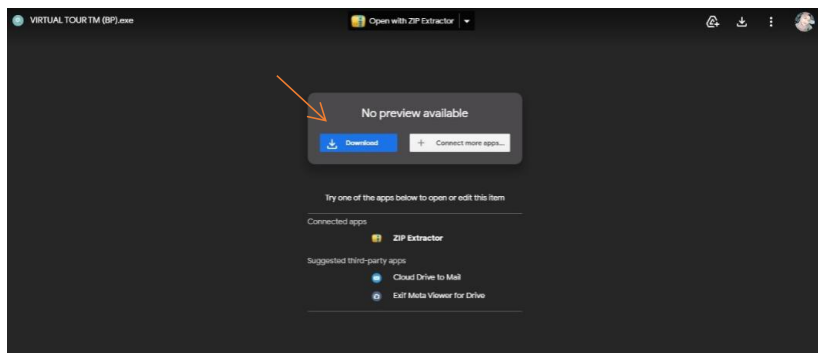 VIRTUAL TOUR TM (BP).exe
Open with ZIP Extractor
No preview available
Download
+ Connect more apps...
Try one of the apps below to open or edit this item
Connected apps
ZIP Extractor
Suggested third-party apps
Cloud Drive to Mail
Exif Meta Viewer for Drive